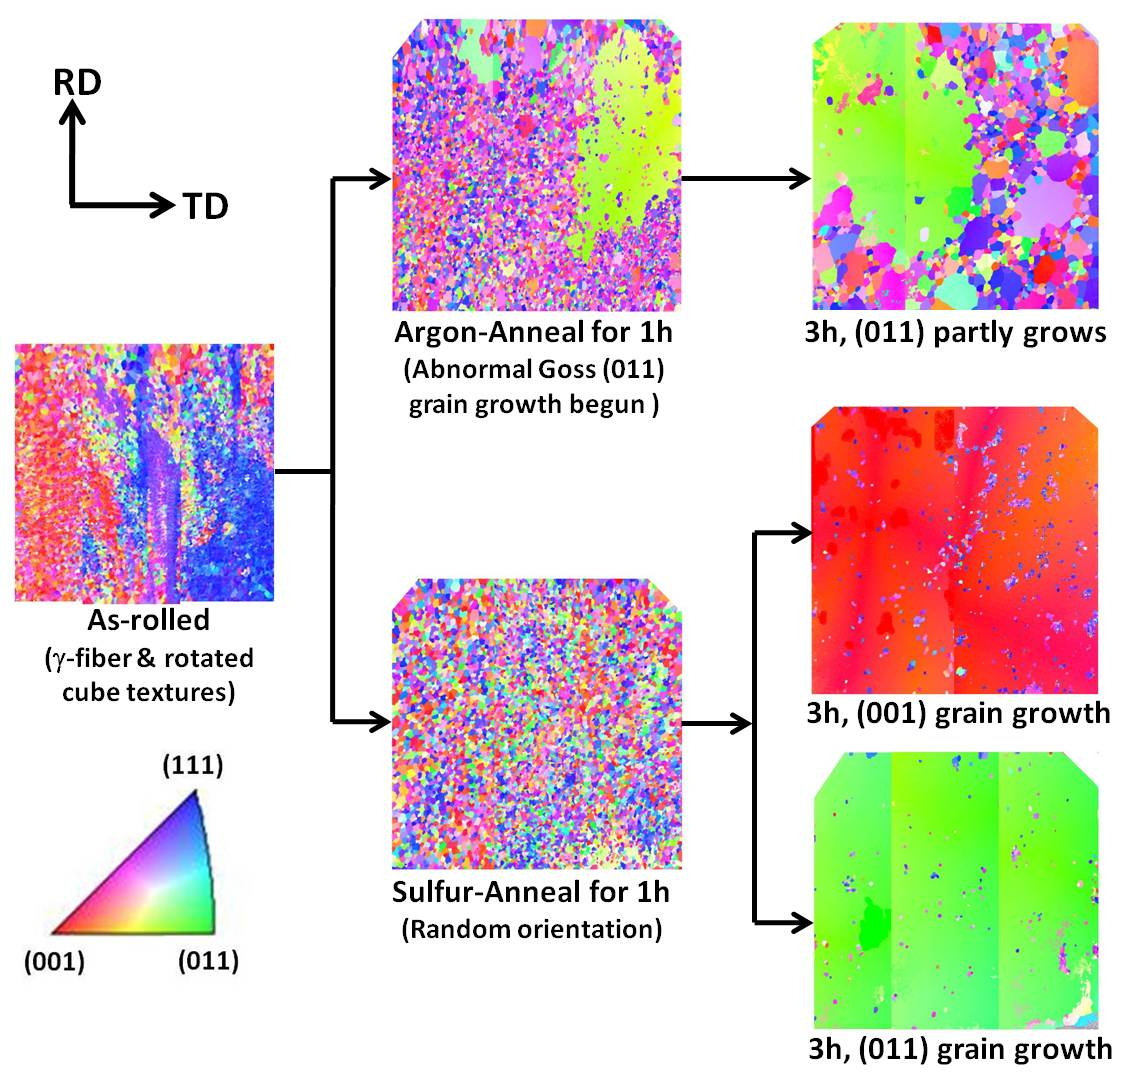 RD
TD
Argon-Anneal for 1h
(Abnormal Goss (011)
grain growth begun )
3h, (011) partly grows
As-rolled
(γ-fiber & rotated
cube textures)
3h, (001) grain growth
(111)
(001)
(011)
Sulfur-Anneal for 1h
(Random orientation)
3h, (011) grain growth